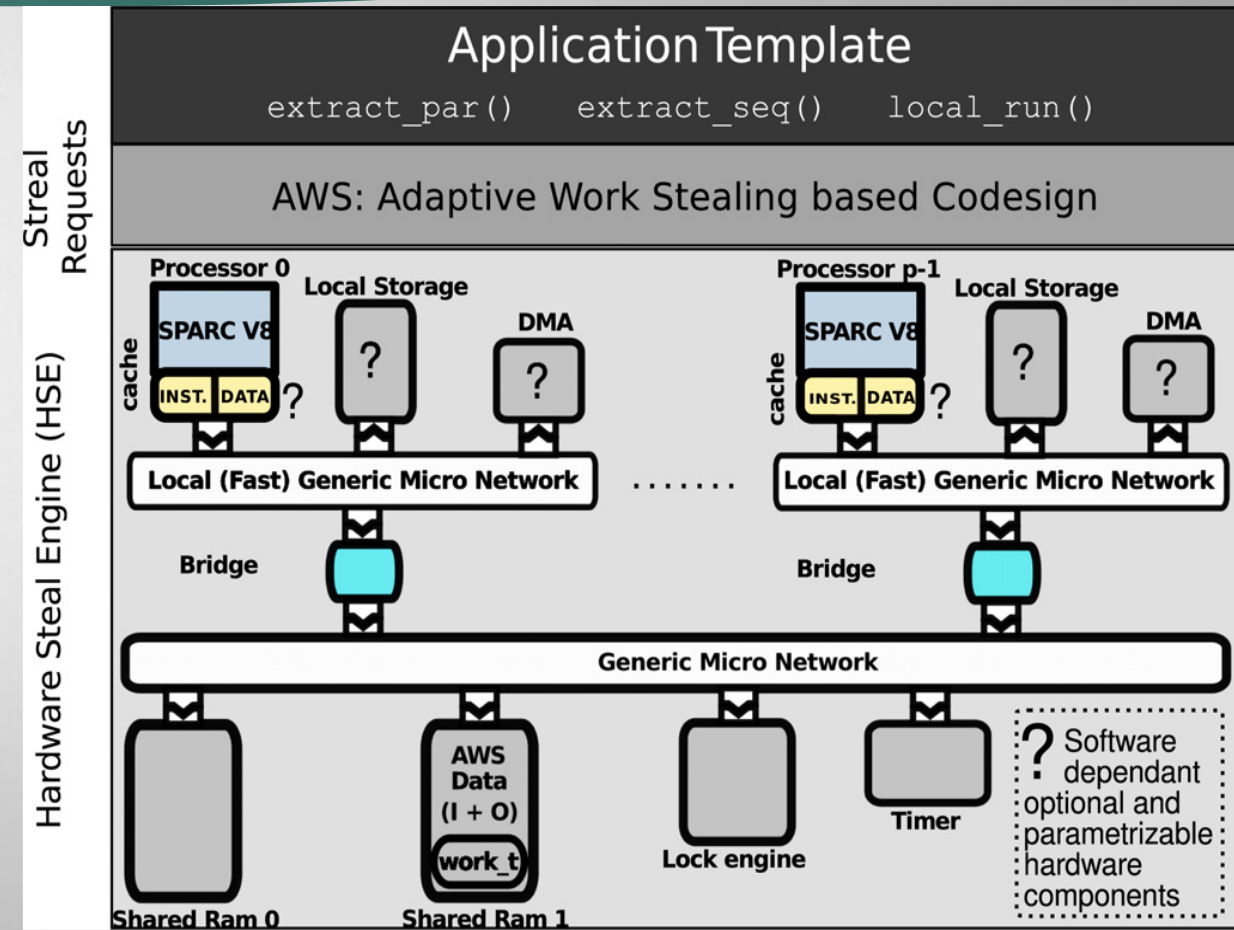 Application Template
extract_par() extract_seq() local_run()
Streal
Requests
AWS: Adaptive Work Stealing based Codesign
Hardware Steal Engine (HSE)
Processor 0
Local Storage
DMA
SPARC V8
?
?
cache
INST. DATA ?
Local (Fast) Generic Micro Network
.......
Processor p-1
Local Storage
DMA
SPARC V8
?
?
cache
INST. DATA ?
Local (Fast) Generic Micro Network
Bridge
Bridge
Generic Micro Network
AWS
Data
(I + O)
work_t
Shared Ram 0
Shared Ram 1
Lock engine
Timer
? Software
dependant
optional and
parametrizable
hardware
components